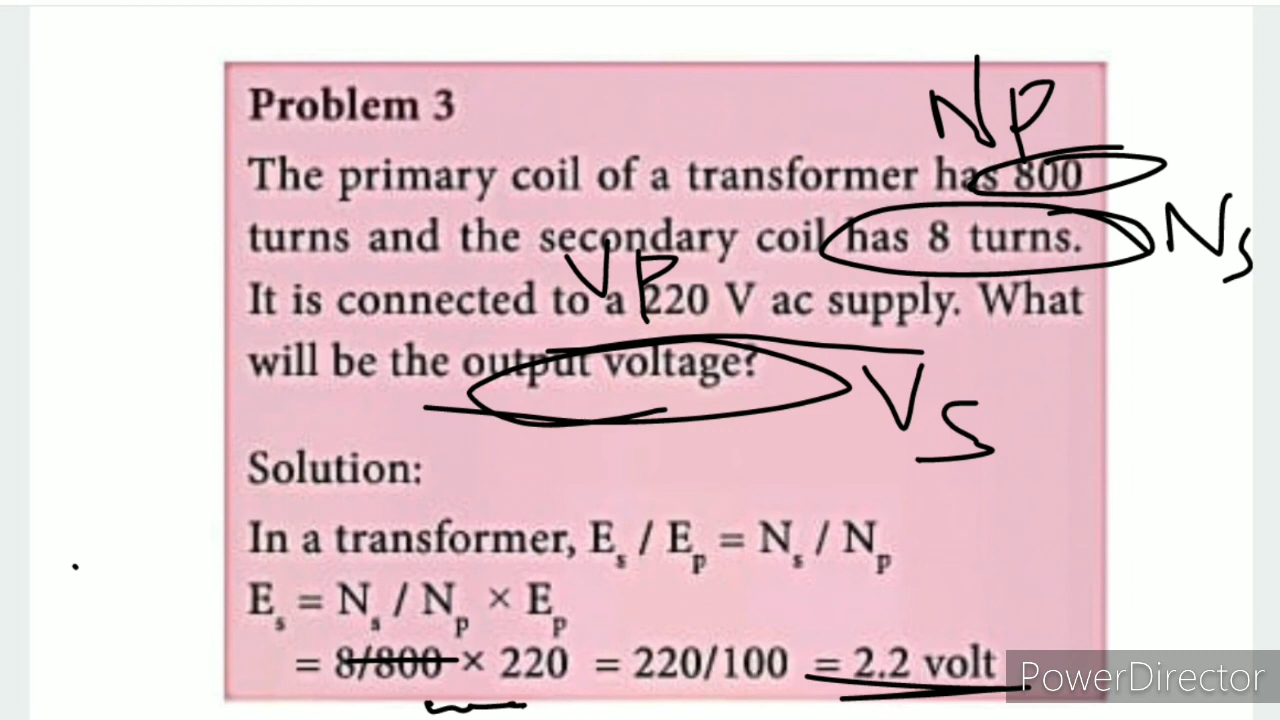 Problem 3
NP
The primary coil of a transformer has 800
turns and the secondary coil has 8 turns.
Ns
VP
It is connected to a 220 V ac supply. What
will be the output voltage?
VS
Solution:
In a transformer, Es / Ep = Ns / Np
Es = Ns / Np × Ep
= 8/800 × 220 = 220/100 = 2.2 volt
PowerDirector